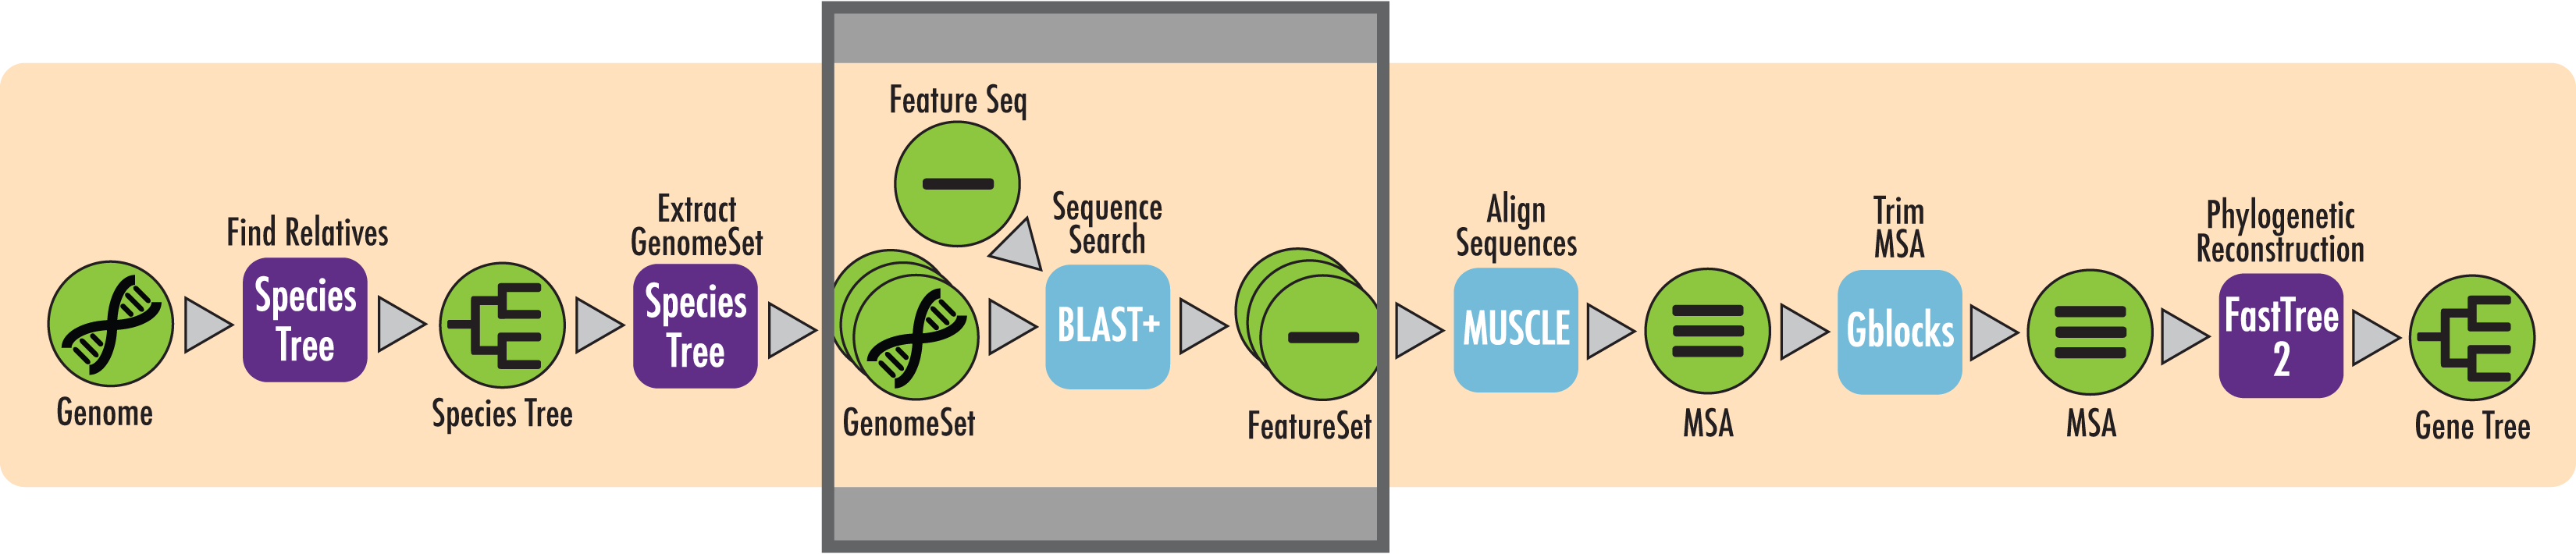 Genome
Find Relatives
Species
Tree
Species Tree
Extract
GenomeSet
Species
Tree
Feature Seq
GenomeSet
Sequence
Search
BLAST+
FeatureSet
Align
Sequences
MUSCLE
MSA
Trim
MSA
Gblocks
MSA
Phylogenetic
Reconstruction
FastTree
2
Gene Tree